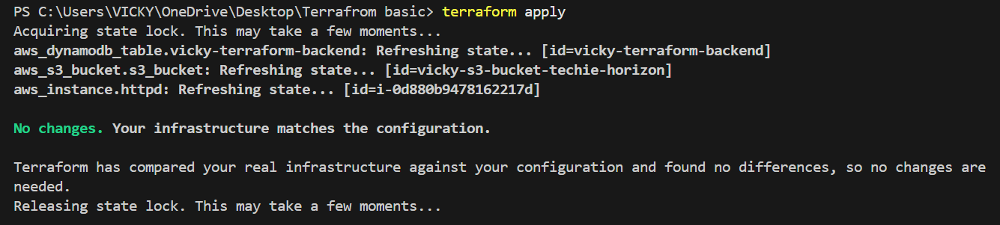 PS C:\Users\VICKY\OneDrive\Desktop\Terrafrom basic> terraform apply
Acquiring state lock. This may take a few moments...
aws_dynamodb_table.vicky-terraform-backend: Refreshing state... [id=vicky-terraform-backend]
aws_s3_bucket.s3_bucket: Refreshing state... [id=vicky-s3-bucket-techie-horizon]
aws_instance.httpd: Refreshing state... [id=i-0d880b9478162217d]
No changes. Your infrastructure matches the configuration.
Terraform has compared your real infrastructure against your configuration and found no differences, so no changes are
needed.
Releasing state lock. This may take a few moments...